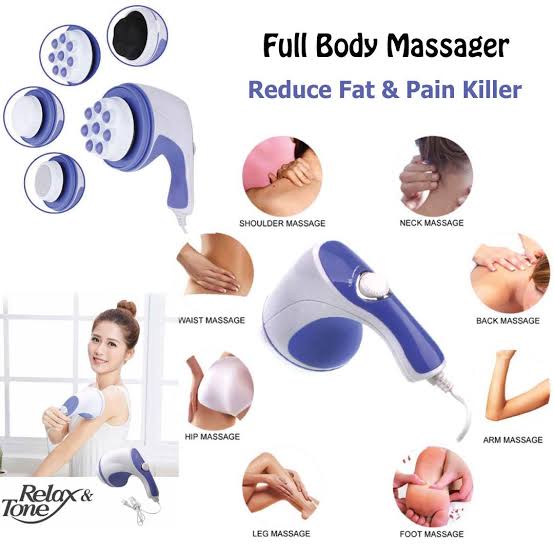 Full Body Massager
Reduce Fat & Pain Killer
SHOULDER MASSAGE
NECK MASSAGE
WAIST MASSAGE
BACK MASSAGE
HIP MASSAGE
ARM MASSAGE
LEG MASSAGE
FOOT MASSAGE
Relax &
Tone